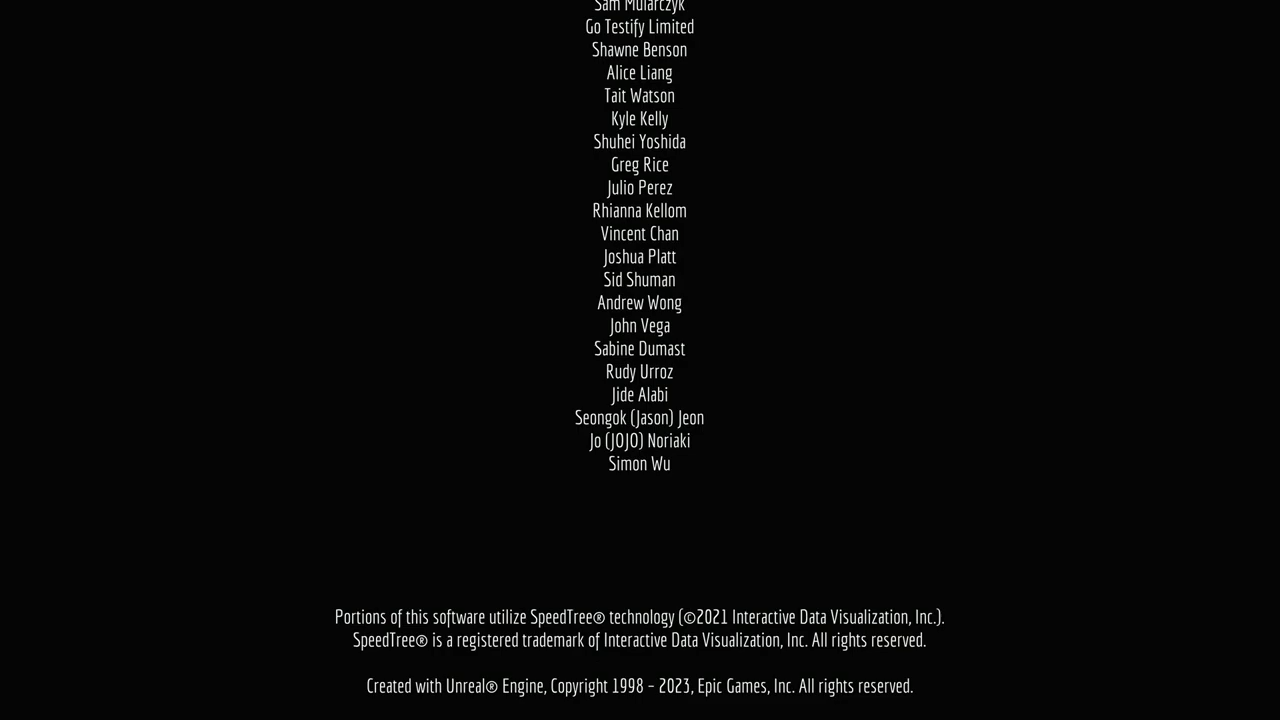 Sam Mularczyk
Go Testify Limited
Shawne Benson
Alice Liang
Tait Watson
Kyle Kelly
Shuhei Yoshida
Greg Rice
Julio Perez
Rhianna Kellom
Vincent Chan
Joshua Platt
Sid Shuman
Andrew Wong
John Vega
Sabine Dumast
Rudy Urroz
Jide Alabi
Seongok (Jason) Jeon
Jo (JOJO) Noriaki
Simon Wu
Portions of this software utilize SpeedTree® technology (©2021 Interactive Data Visualization, Inc.).
SpeedTree® is a registered trademark of Interactive Data Visualization, Inc. All rights reserved.
Created with Unreal® Engine, Copyright 1998 – 2023, Epic Games, Inc. All rights reserved.